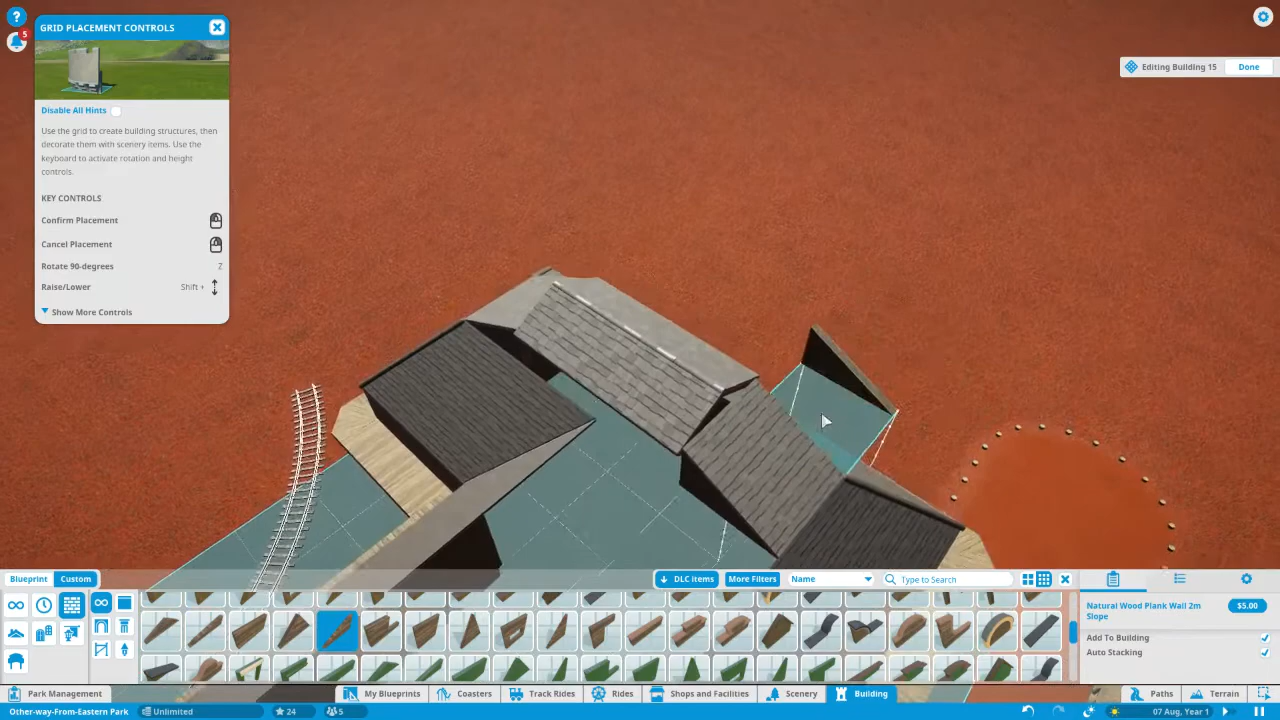 ?
GRID PLACEMENT CONTROLS
5
Editing Building 15
Done
Disable All Hints
Use the grid to create building structures, then
decorate them with scenery items. Use the
keyboard to activate rotation and height
controls.
KEY CONTROLS
Confirm Placement
Cancel Placement
Rotate 90-degrees
Z
Raise/Lower
Shift +
Show More Controls
Blueprint
Custom
DLC items
More Filters
Name
Type to Search
Natural Wood Plank Wall 2m
Slope
$5.00
Add To Building
Auto Stacking
Park Management
My Blueprints
Coasters
Track Rides
Rides
Shops and Facilities
Scenery
Building
Paths
Terrain
Other-way-From-Eastern Park
Unlimited
24
5
07 Aug, Year 1